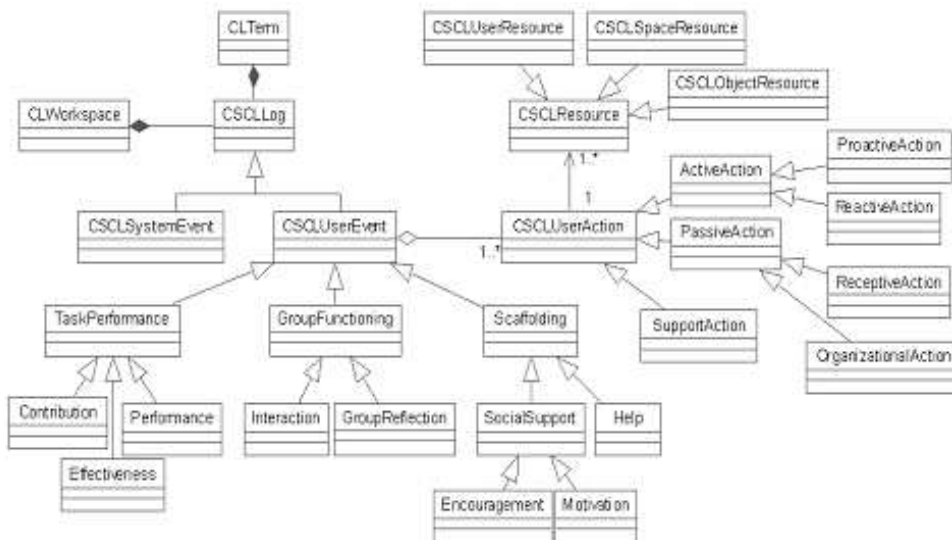 CLTerm
CSCLUserResource
CSCLSpaceResource
CSCLObjectResource
CLWorkspace
CSCLLog
CSCLResource
1..*
ProactiveAction
ActiveAction
1
ReactiveAction
CSCLSystemEvent
CSCLUserEvent
CSCLUserAction
1..*
PassiveAction
ReceptiveAction
TaskPerformance
GroupFunctioning
Scaffolding
SupportAction
OrganizationalAction
Contribution
Performance
Interaction
GroupReflection
SocialSupport
Help
Effectiveness
Encouragement
Motivation